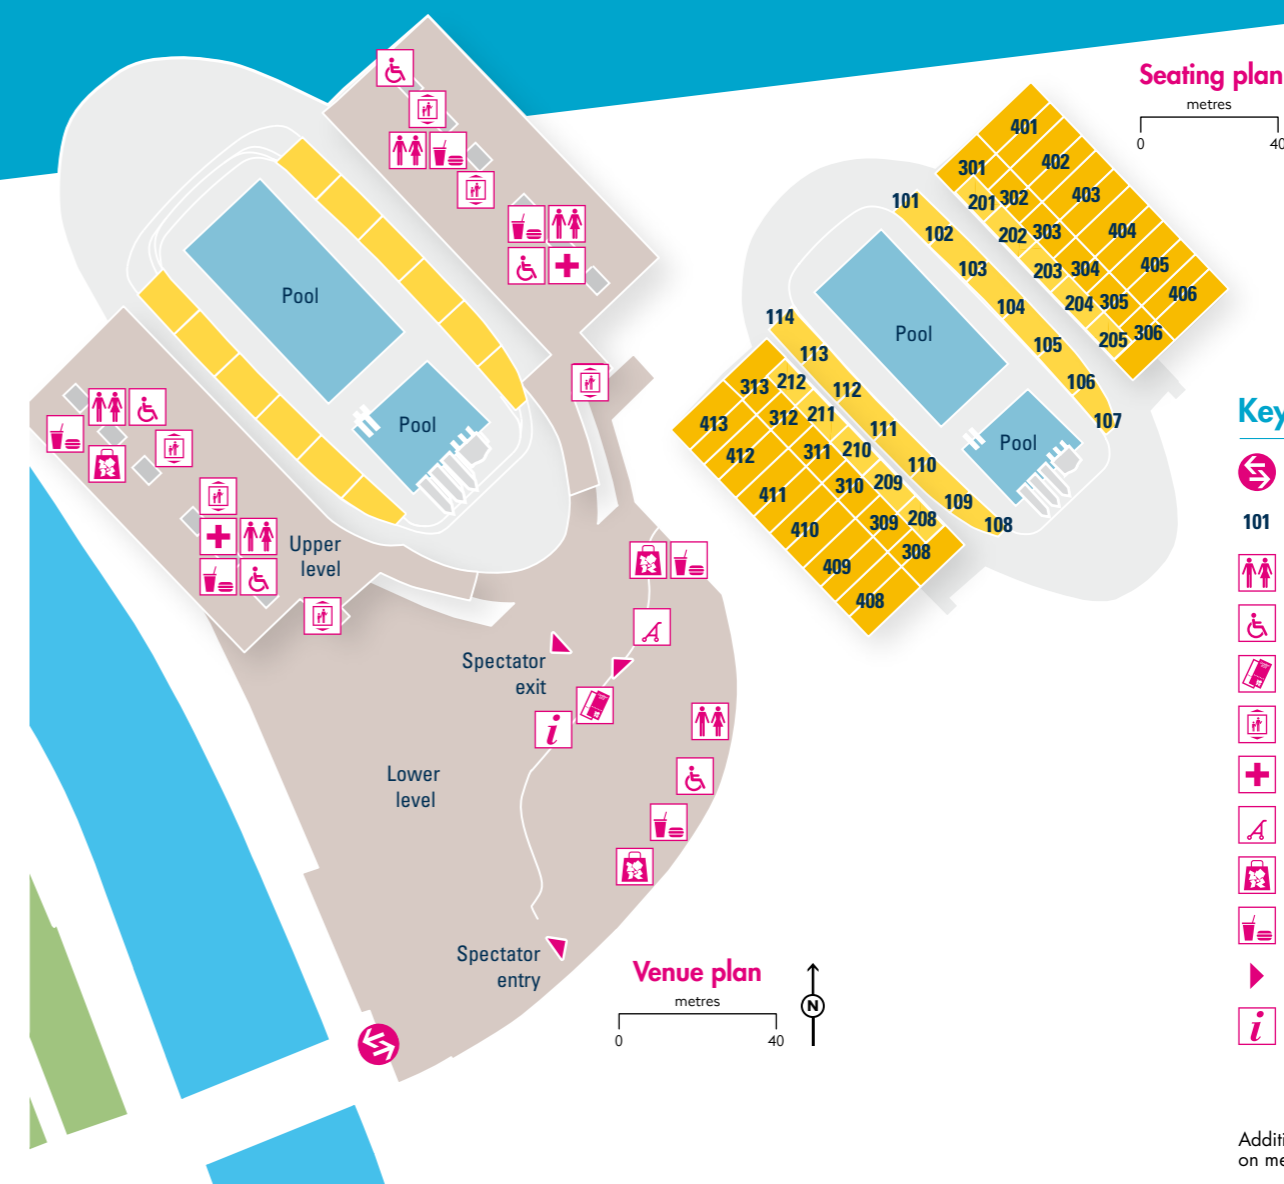 Seating plan
metres
0
40
401
301
402
201
302
403
101
102
202
303
404
103
203
304
405
104
204
305
406
114
105
205
306
113
Pool
106
313
212
112
107
413
312
211
111
Pool
412
311
210
110
411
310
209
109
410
309
208
108
409
308
408
Pool
Pool
Upper
level
Spectator
exit
Lower
level
Spectator
entry
Venue plan
metres
0
40
N
Key
101
i
i
Additi
on me